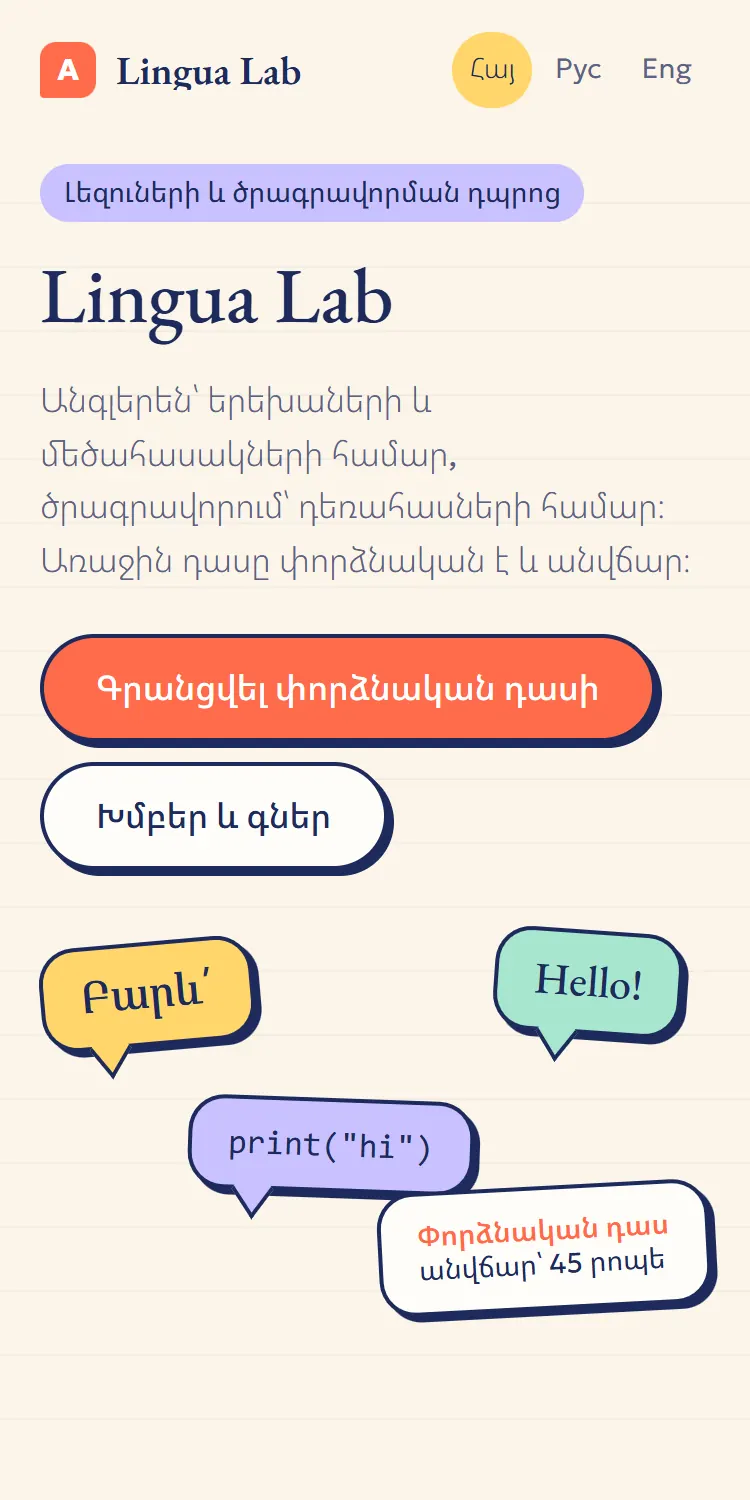 A Lingua Lab Հայ Рус Eng
Լեզուների և ծրագրավորման դպրոց
Lingua Lab
Անգլերեն՝ երեխաների և
մեծահասակների համար,
ծրագրավորում՝ դեռահասների համար։
Առաջին դասը փորձնական է և անվճար։
Գրանցվել փորձնական դասի
Խմբեր և գներ
Բարև՛
Hello!
print("hi")
Փորձնական դաս
անվճար՝ 45 րոպե